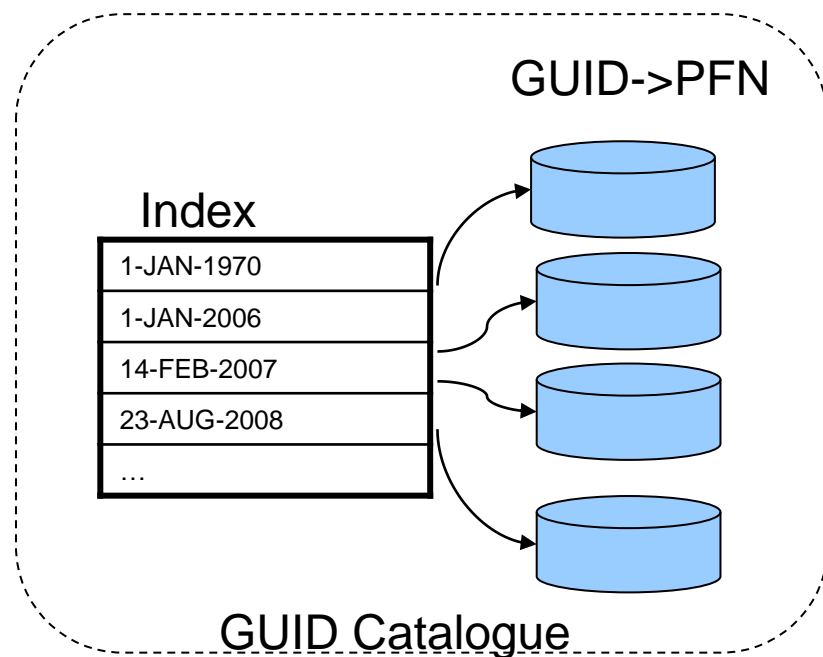 GUID->PFN
Index
1-JAN-1970
1-JAN-2006
14-FEB-2007
23-AUG-2008
…
GUID Catalogue